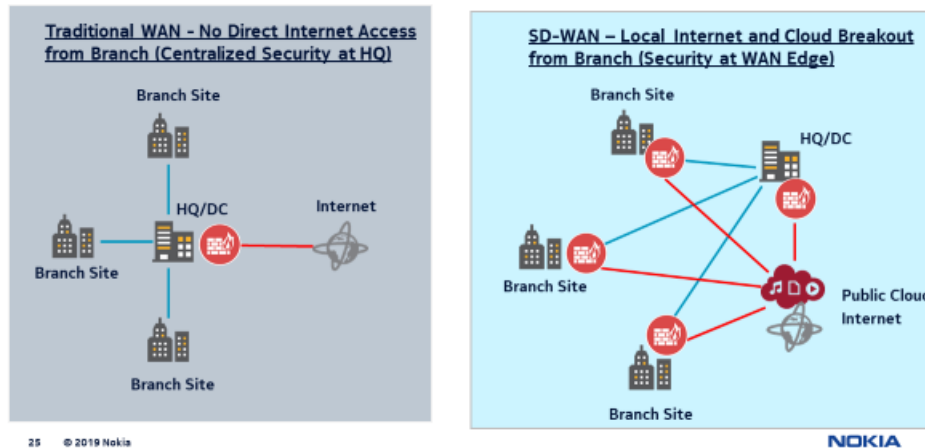 Traditional WAN - No Direct Internet Access
from Branch (Centralized Security at HQ)
Branch Site
HQ/DC
Internet
Branch Site
Branch Site
SD-WAN – Local Internet and Cloud Breakout
from Branch (Security at WAN Edge)
Branch Site
HQ/DC
Branch Site
Public Cloud
Internet
Branch Site
25 © 2019 Nokia
NOKIA